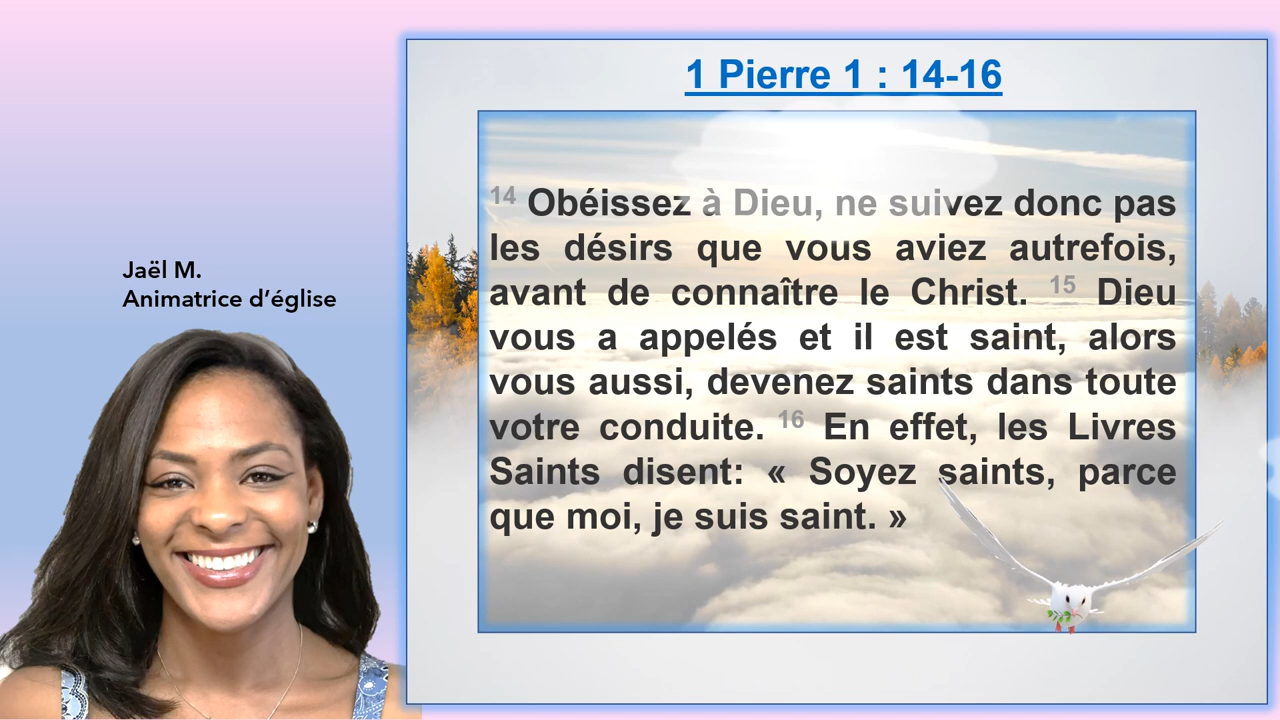 1 Pierre 1 : 14-16
14 Obéissez à Dieu, ne suivez donc pas
les désirs que vous aviez autrefois,
avant de connaître le Christ. 15 Dieu
vous a appelés et il est saint, alors
vous aussi, devenez saints dans toute
votre conduite. 16 En effet, les Livres
Saints disent: « Soyez saints, parce
que moi, je suis saint. »
Jaël M.
Animatrice d’église